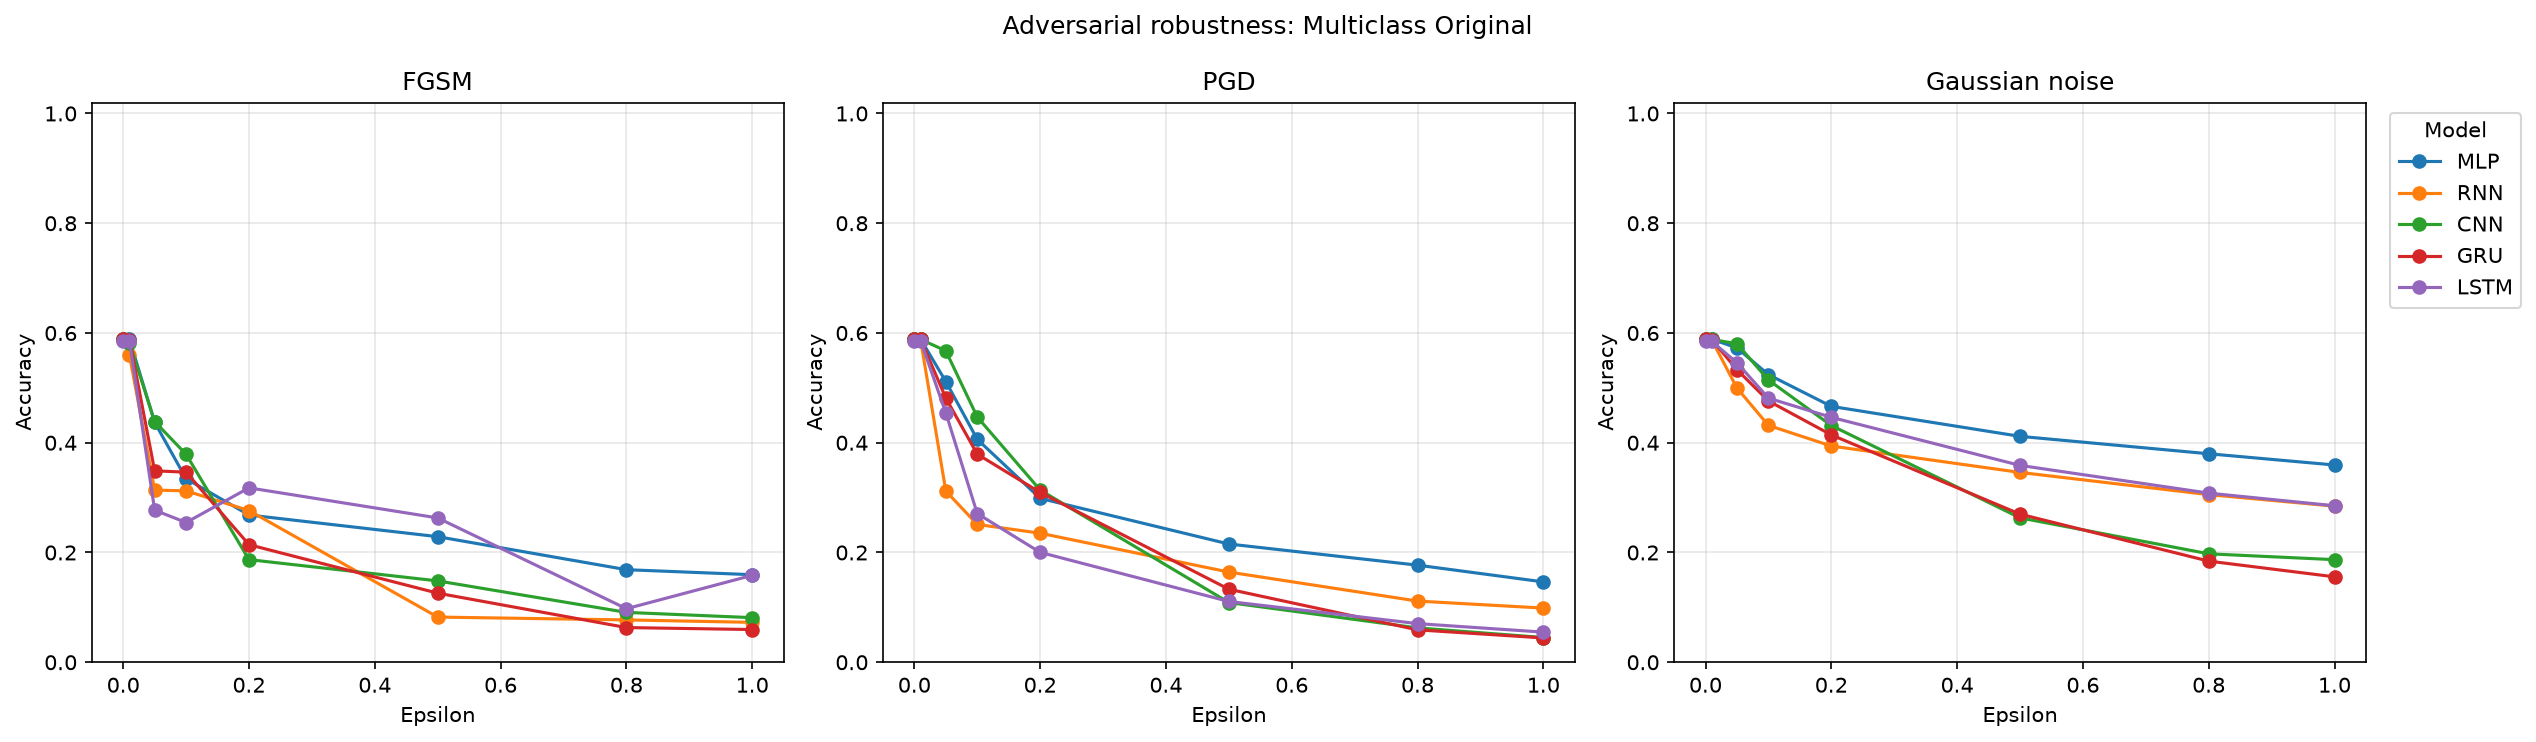 Adversarial robustness: Multiclass Original
FGSM
1.0
0.8
0.6
0.4
0.2
0.0
Accuracy
0.0 0.2 0.4 0.6 0.8 1.0
Epsilon
PGD
1.0
0.8
0.6
0.4
0.2
0.0
Accuracy
0.0 0.2 0.4 0.6 0.8 1.0
Epsilon
Gaussian noise
1.0
0.8
0.6
0.4
0.2
0.0
Accuracy
0.0 0.2 0.4 0.6 0.8 1.0
Epsilon
Model
MLP
RNN
CNN
GRU
LSTM